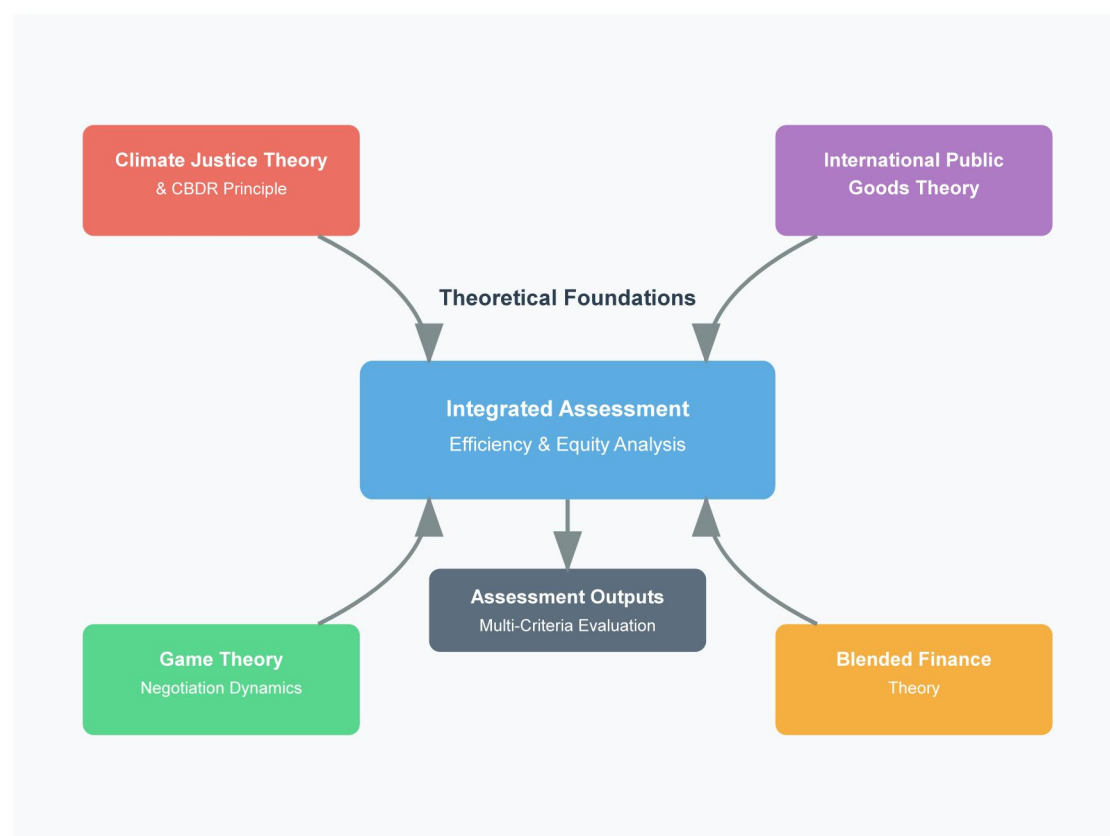 Climate Justice Theory
& CBDR Principle
International Public
Goods Theory
Theoretical Foundations
Integrated Assessment
Efficiency & Equity Analysis
Assessment Outputs
Multi-Criteria Evaluation
Game Theory
Negotiation Dynamics
Blended Finance
Theory